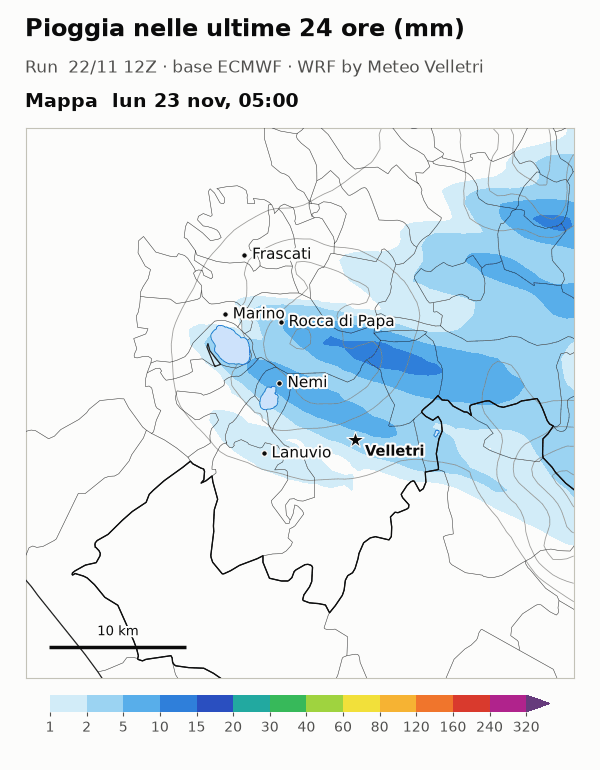 Pioggia nelle ultime 24 ore (mm)
Run  22/11 12Z · base ECMWF · WRF by Meteo Velletri
Mappa  lun 23 nov, 05:00
Frascati
Marino
Rocca di Papa
Nemi
Velletri
Lanuvio
10 km
1 2 5 10 15 20 30 40 60 80 120 160 240 320